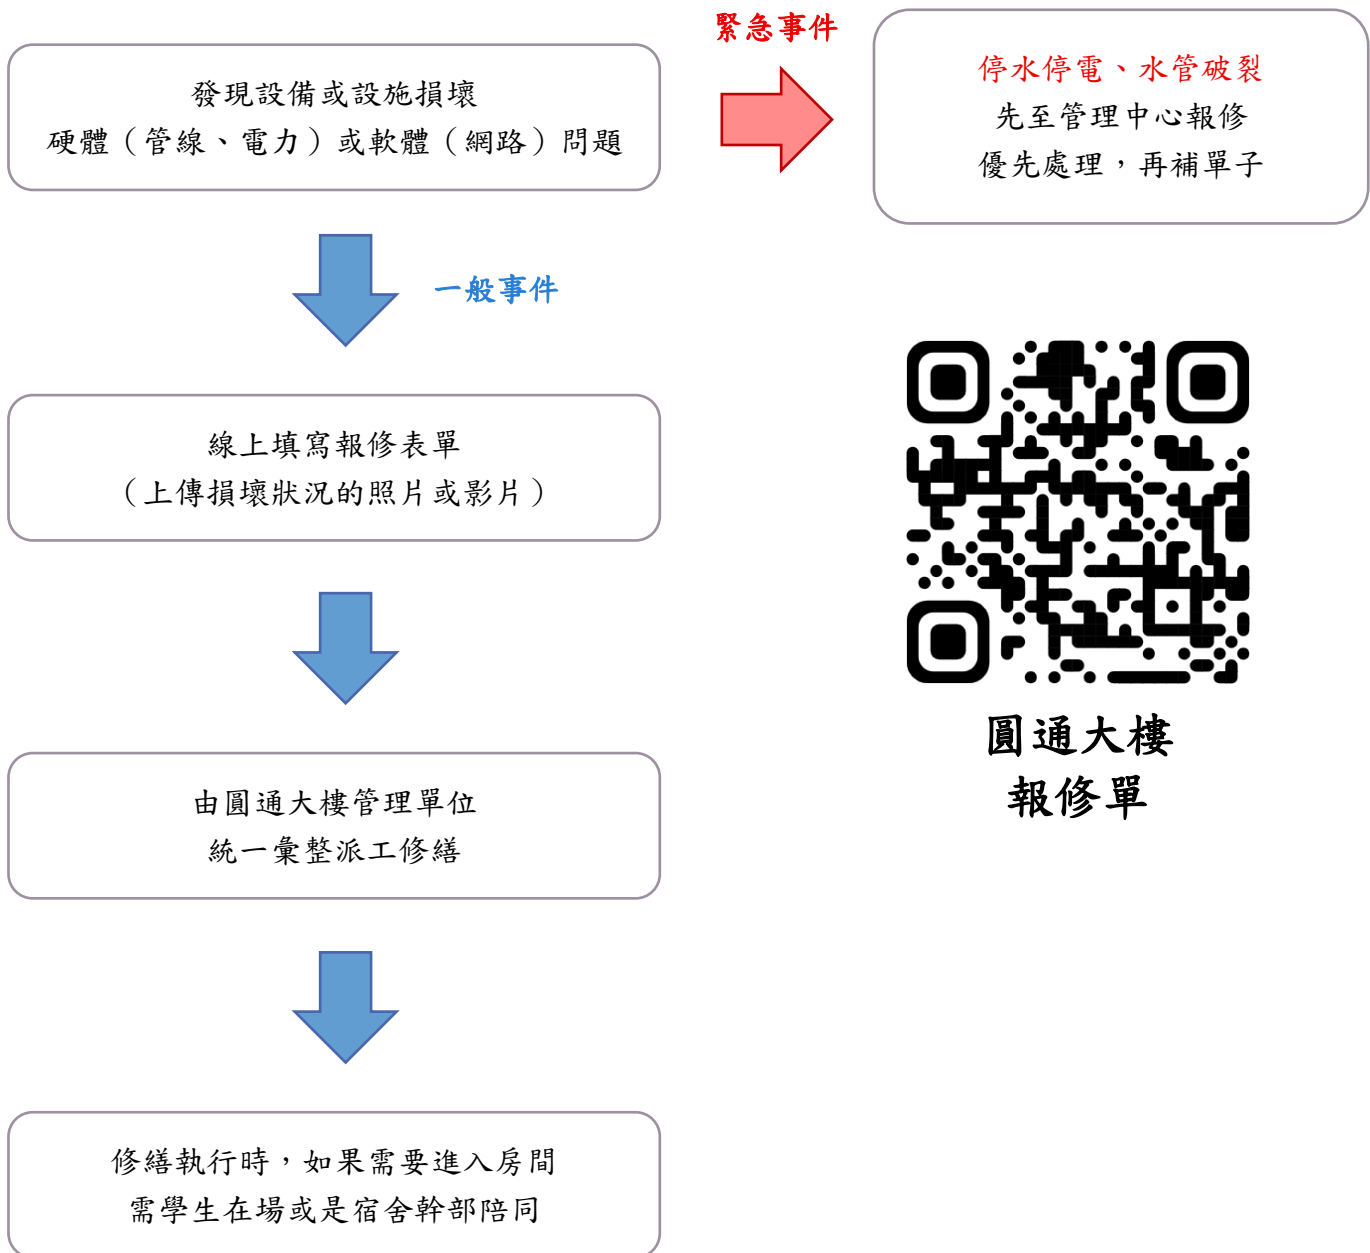 緊急事件
發現設備或設施損壞
硬體（管線、電力）或軟體（網路）問題
停水停電、水管破裂
先至管理中心報修
優先處理，再補單子
一般事件
線上填寫報修表單
（上傳損壞狀況的照片或影片）
圓通大樓
報修單
由圓通大樓管理單位
統一彙整派工修繕
修繕執行時，如果需要進入房間
需學生在場或是宿舍幹部陪同